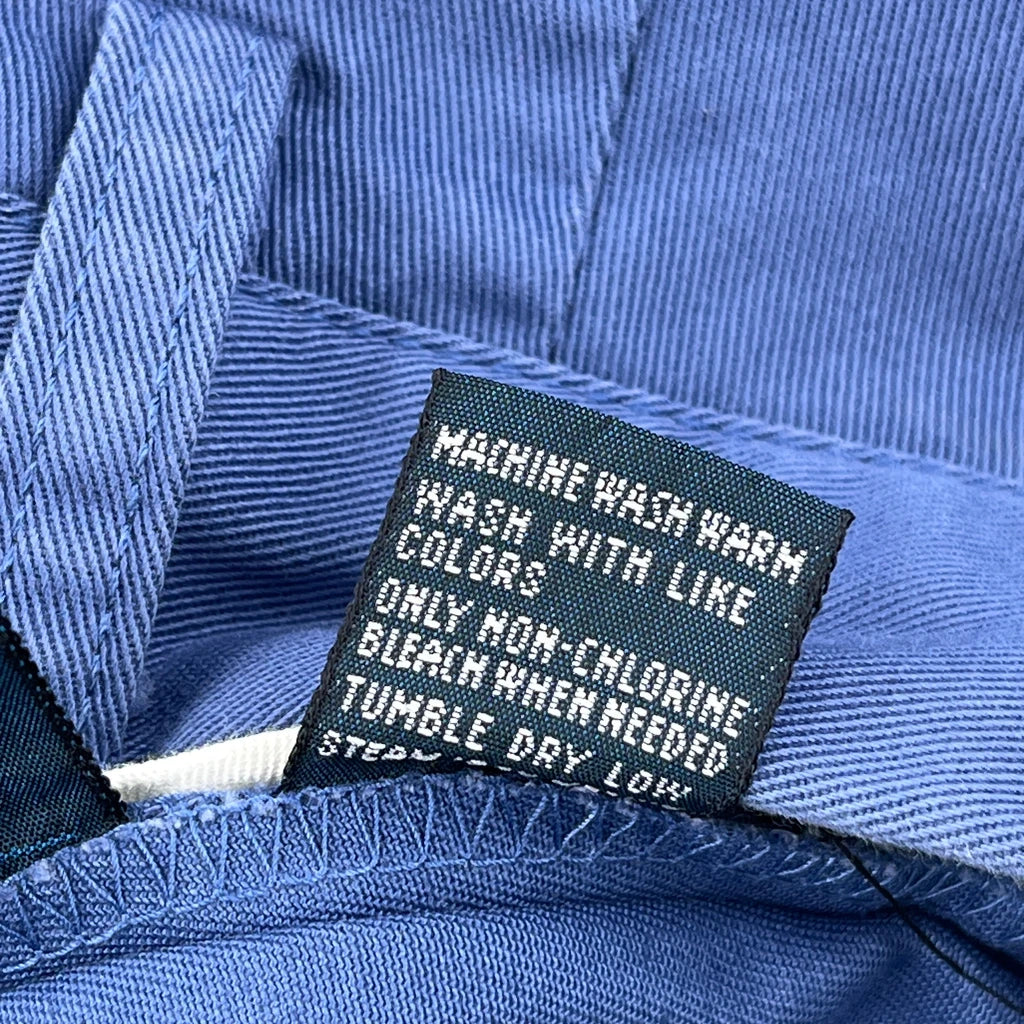 MACHINE WASH WARM
WASH WITH LIKE
COLORS
ONLY NON-CHLORINE
BLEACH WHEN NEEDED
TUMBLE DRY LOW